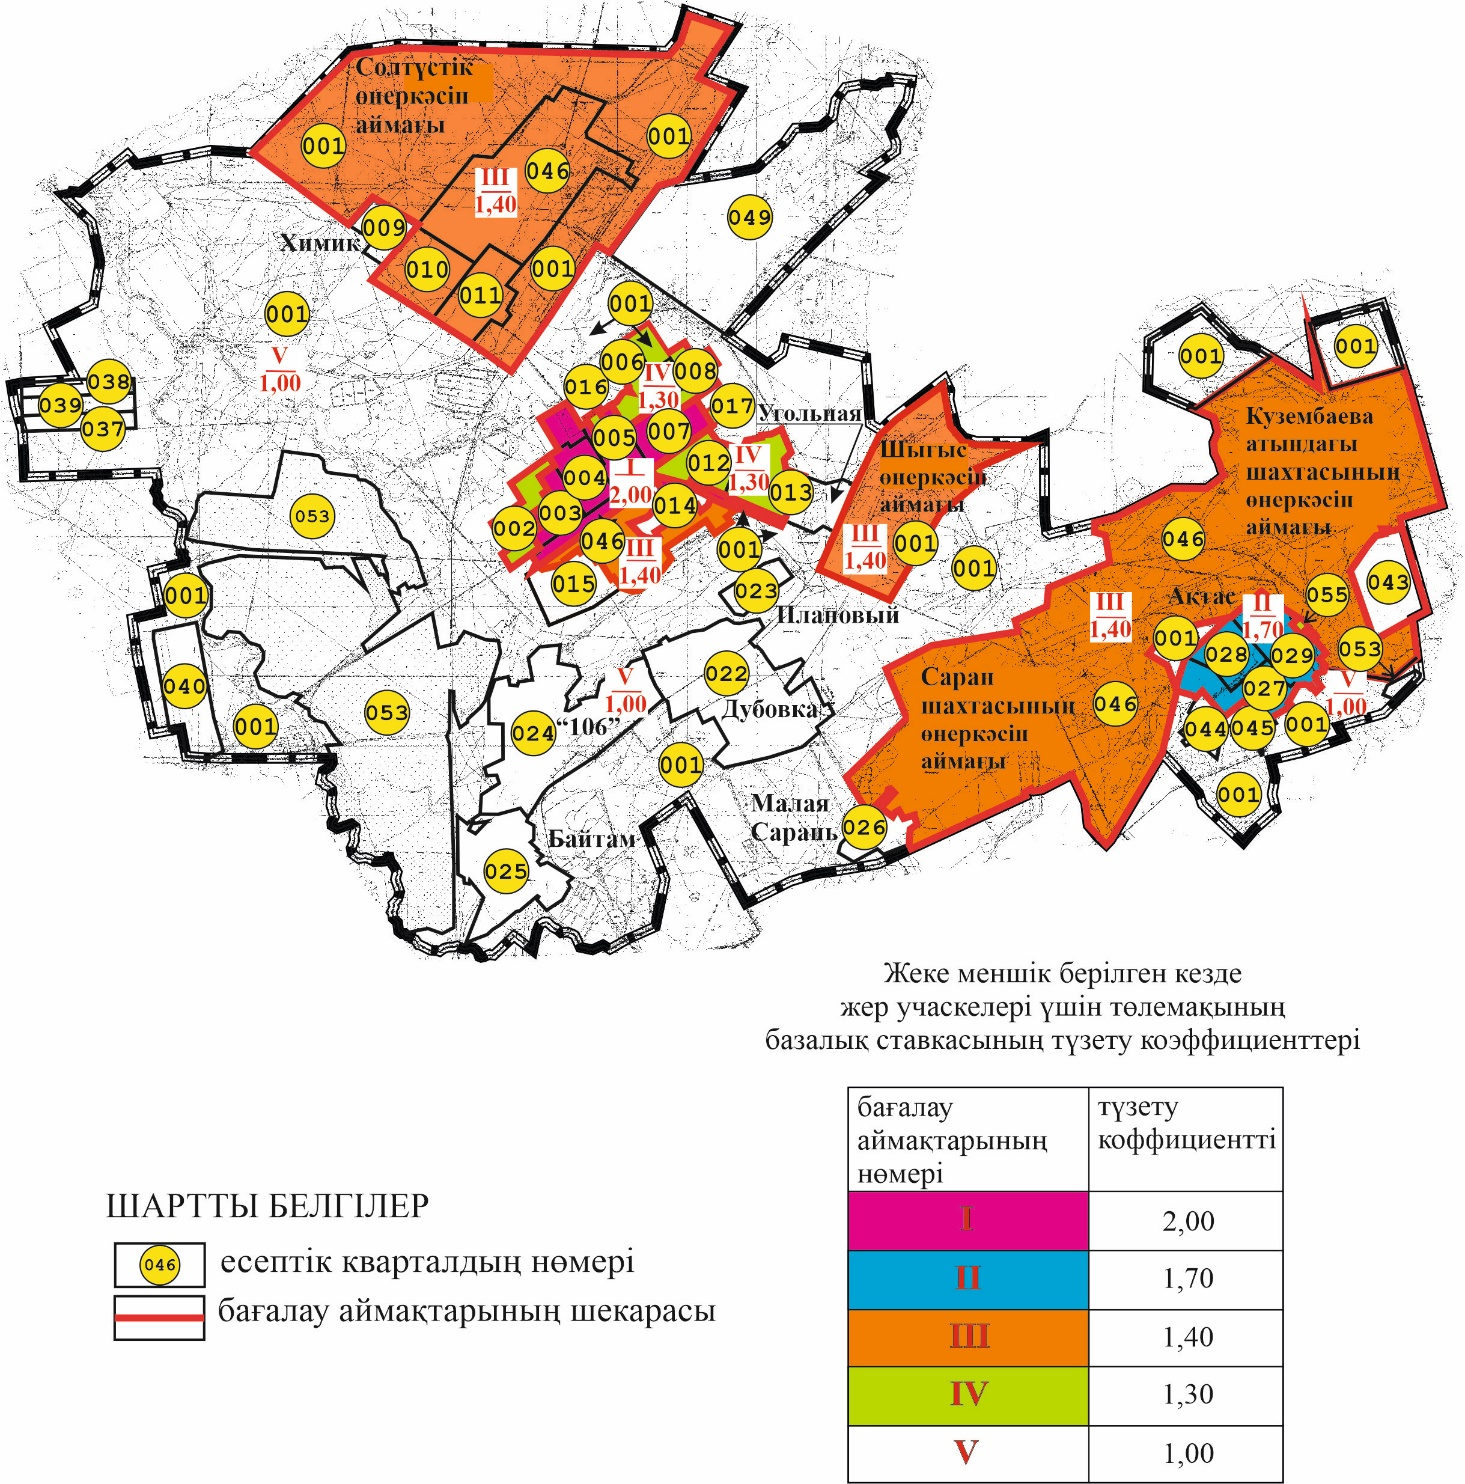 Солтүстік
өнеркәсіп
аймағы
001
001
046
III
1,40
049
009
Химик
010
011
001
001
001
V
1,00
038
039
037
006
008
016
IV
1,30
017
Угольная
005
007
004
I
2,00
012
IV
1,30
013
014
002
003
046
III
1,40
001
015
023
Плаповый
Шығыс
өнеркәсіп
аймағы
III
1,40
001
001
001
001
Кузембаева
атындағы
шахтасының
өнеркәсіп
аймағы
046
043
055
Ақтас
II
1,70
III
1,40
001
028
029
053
027
V
1,00
046
044
045
001
001
Саран
шахтасының
өнеркәсіп
аймағы
053
001
040
001
053
024
“106”
V
1,00
022
Дубовка
001
Малая
Сарань
026
Байтам
025
Жеке меншік берілген кезде
жер учаскелері үшін төлемақының
базалық ставкасының түзету коэффициенттері
бағалау
аймақтарының
нөмері
түзету
коффициентті
I 2,00
II 1,70
III 1,40
IV 1,30
V 1,00
ШАРТТЫ БЕЛГІЛЕР
046 есептік кварталдың нөмері
бағалау аймақтарының шекарасы